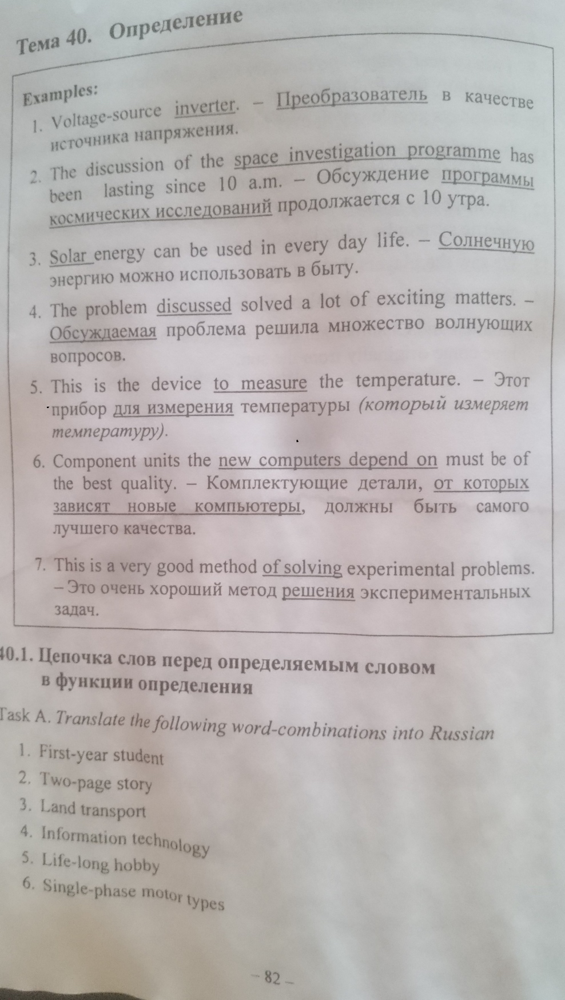 Тема 40. Определение
Examples:
1. Voltage-source inverter. – Преобразователь в качестве
источника напряжения.
2. The discussion of the space investigation programme has
been lasting since 10 a.m. – Обсуждение программы
космических исследований продолжается с 10 утра.
3. Solar energy can be used in every day life. – Солнечную
энергию можно использовать в быту.
4. The problem discussed solved a lot of exciting matters. –
Обсуждаемая проблема решила множество волнующих
вопросов.
5. This is the device to measure the temperature. – Этот
прибор для измерения температуры (который измеряет
температуру).
6. Component units the new computers depend on must be of
the best quality. – Комплектующие детали, от которых
зависят новые компьютеры, должны быть самого
лучшего качества.
7. This is a very good method of solving experimental problems.
– Это очень хороший метод решения экспериментальных
задач.
40.1. Цепочка слов перед определяемым словом
в функции определения
Task A. Translate the following word-combinations into Russian
1. First-year student
2. Two-page story
3. Land transport
4. Information technology
5. Life-long hobby
6. Single-phase motor types
– 82 –